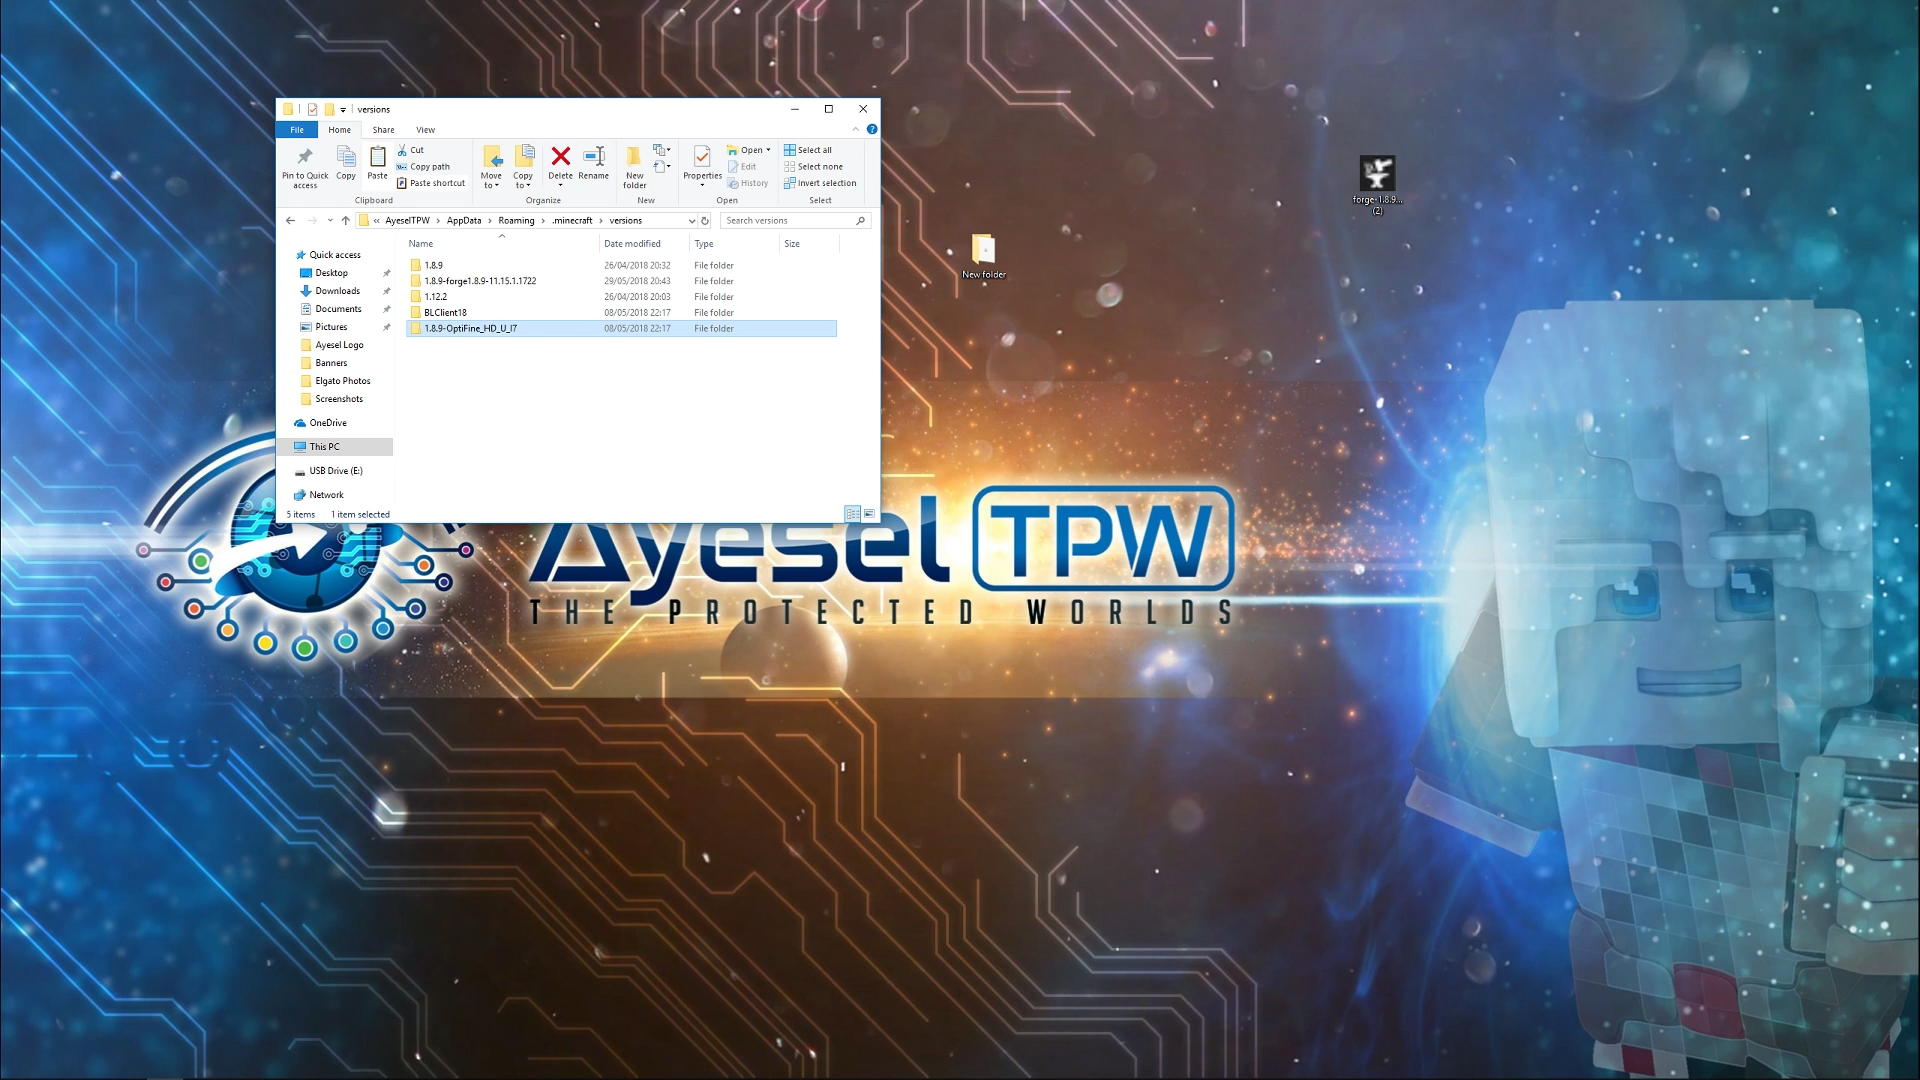 versions
File Home Share View
Pin to Quick access
Copy
Paste
Cut
Copy path
Paste shortcut
Move to
Copy to
Delete
Rename
New folder
Properties
Open
Edit
History
Select all
Select none
Invert selection
Clipboard Organize New Open Select
« AyeselTPW › AppData › Roaming › .minecraft › versions
Search versions
Name Date modified Type Size
1.8.9 26/04/2018 20:32 File folder
1.8.9-forge1.8.9-11.15.1.1722 29/05/2018 20:43 File folder
1.12.2 26/04/2018 20:03 File folder
BLClient18 08/05/2018 22:17 File folder
1.8.9-OptiFine_HD_U_I7 08/05/2018 22:17 File folder
Quick access
Desktop
Downloads
Documents
Pictures
Ayesel Logo
Banners
Elgato Photos
Screenshots
OneDrive
This PC
USB Drive (E:)
Network
5 items 1 item selected
forge-1.8.9...
(2)
New folder
Ayesel TPW
THE PROTECTED WORLDS